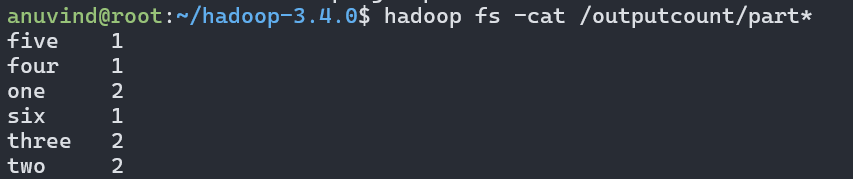 anuvind@root:~/hadoop-3.4.0$ hadoop fs -cat /outputcount/part*
five	1
four	1
one	2
six	1
three	2
two	2